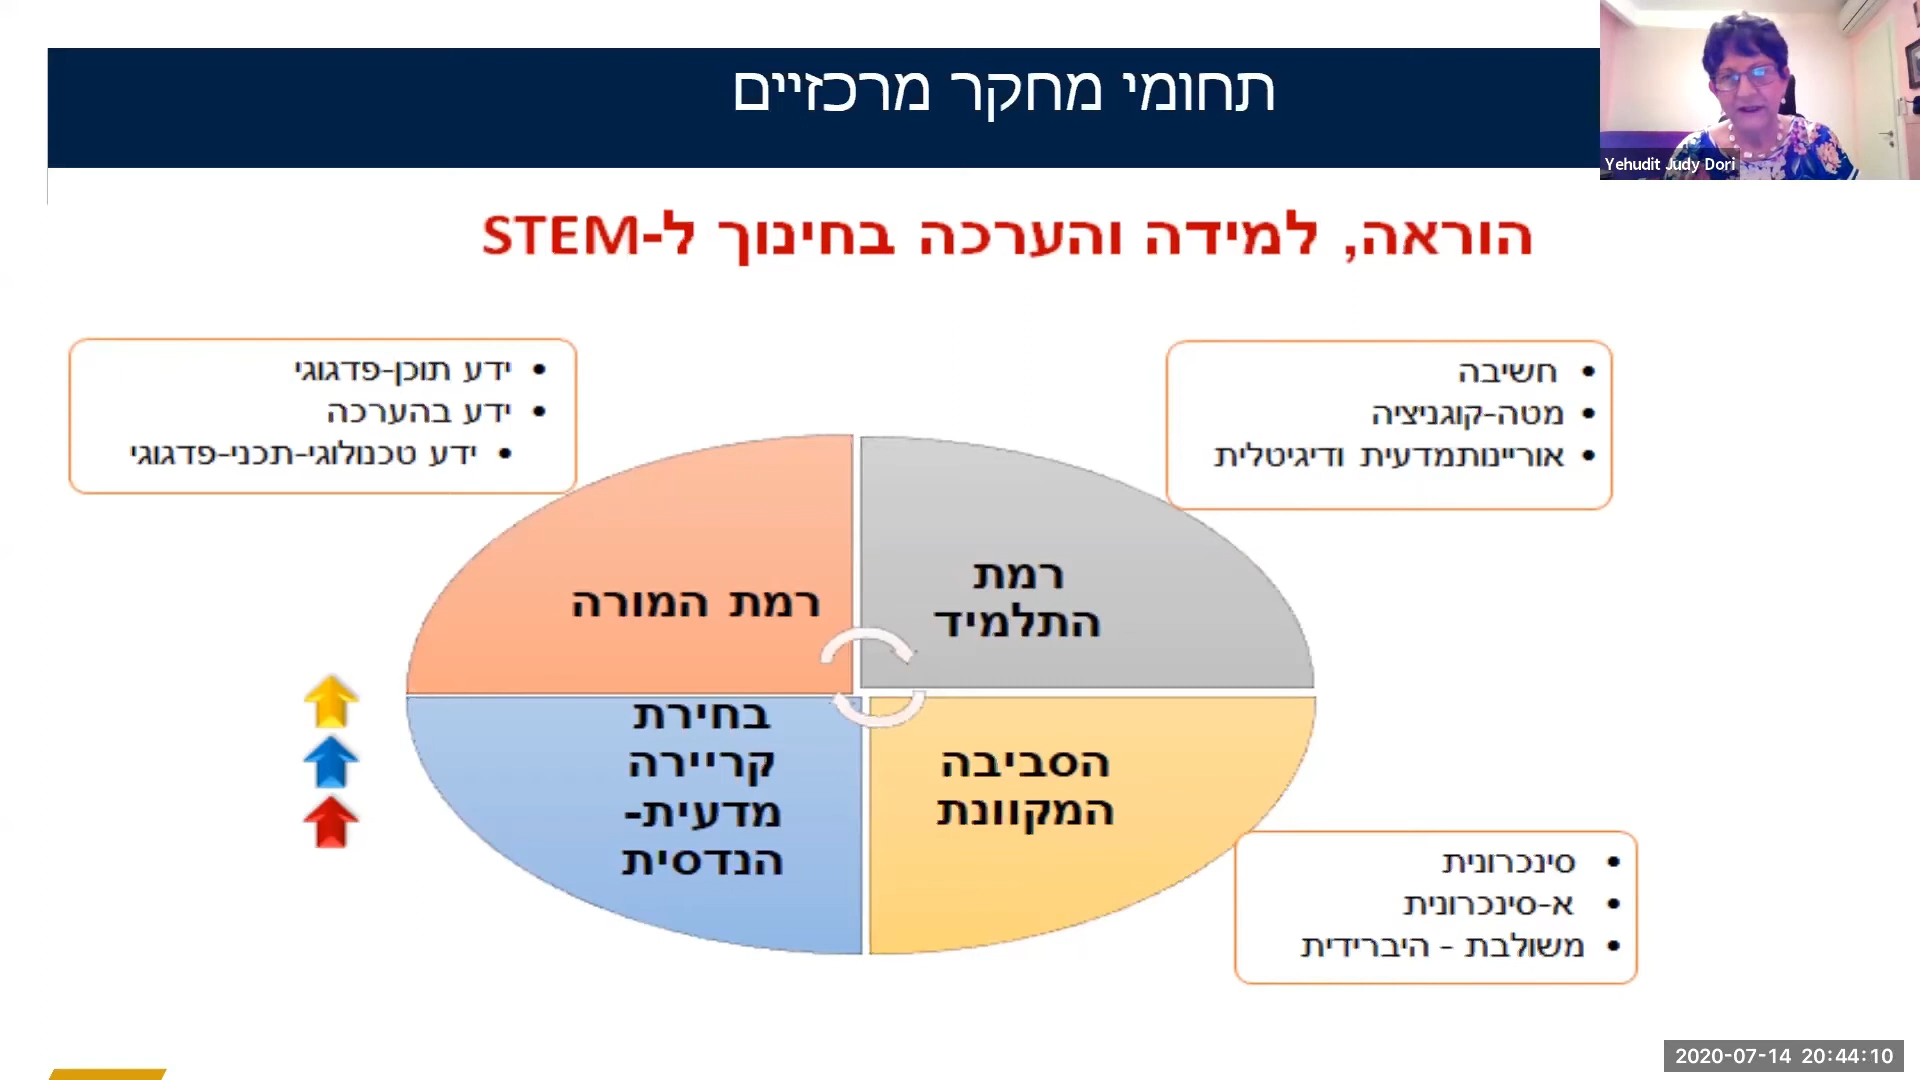 תחומי מחקר מרכזיים
Yehudit Judy Dori
הוראה, למידה והערכה בחינוך ל-STEM
• חשיבה
• מטה-קוגניציה
• אוריינותמדעית ודיגיטלית
• ידע תוכן-פדגוגי
• ידע בהערכה
• ידע טכנולוגי-תכני-פדגוגי
רמת
התלמיד
רמת המורה
הסביבה
המקוונת
בחירת
קריירה
מדעית-
הנדסית
• סינכרונית
• א-סינכרונית
• משולבת - היברידית
2020-07-14 20:44:10